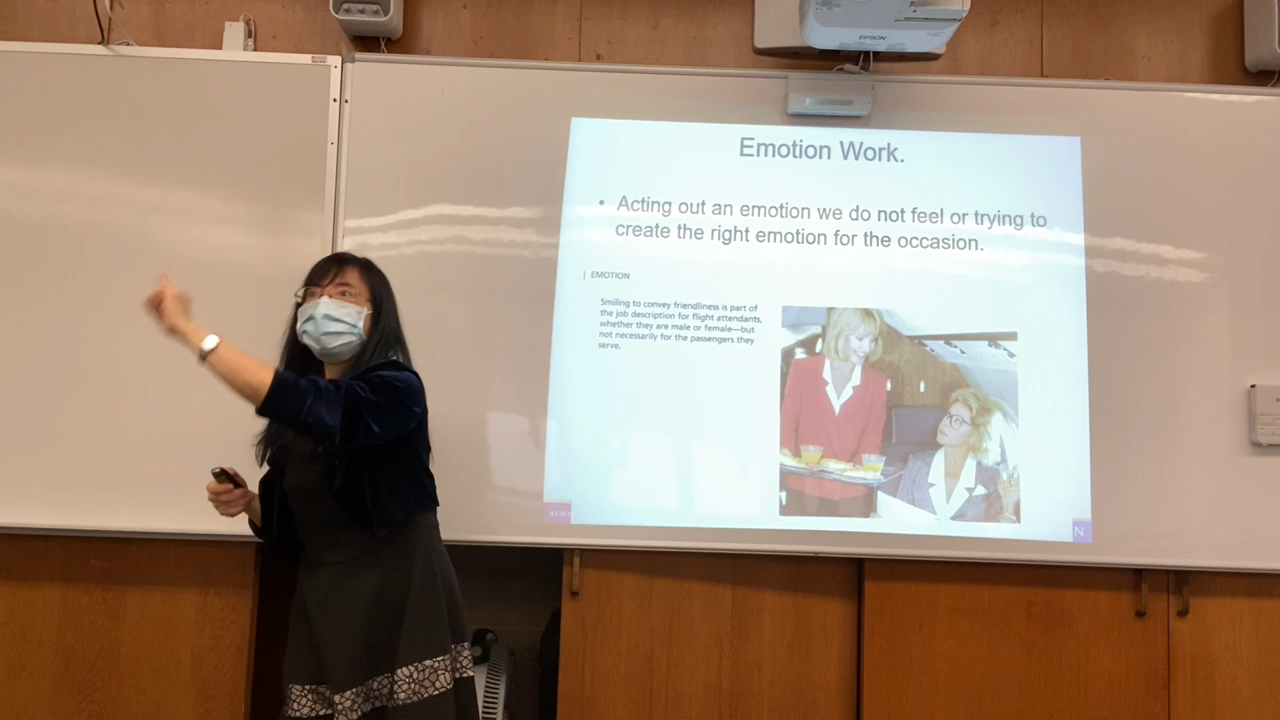 EPSON
Emotion Work.
• Acting out an emotion we do not feel or trying to
create the right emotion for the occasion.
| EMOTION
Smiling to convey friendliness is part of
the job description for flight attendants,
whether they are male or female—but
not necessarily for the passengers they
serve.
ALWA
N